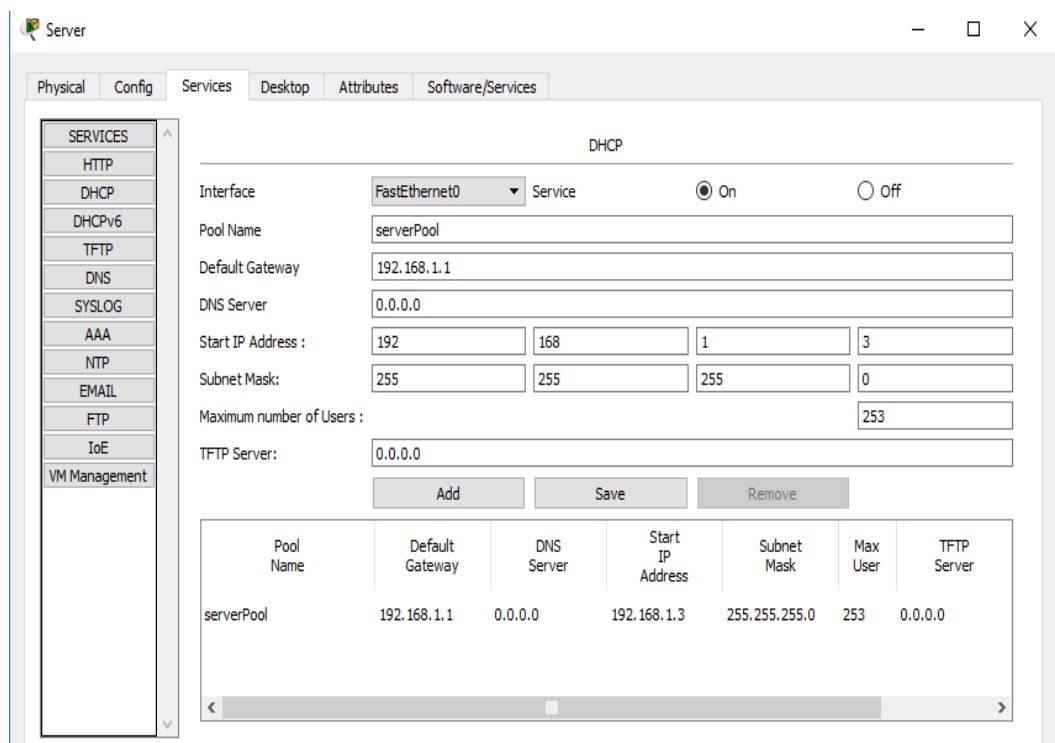 Server
Physical Config Services Desktop Attributes Software/Services
SERVICES
HTTP
DHCP
DHCPv6
TFTP
DNS
SYSLOG
AAA
NTP
EMAIL
FTP
IoE
VM Management
DHCP
Interface FastEthernet0 Service On Off
Pool Name serverPool
Default Gateway 192.168.1.1
DNS Server 0.0.0.0
Start IP Address : 192 168 1 3
Subnet Mask: 255 255 255 0
Maximum number of Users : 253
TFTP Server: 0.0.0.0
Add Save Remove
Pool Name Default Gateway DNS Server Start IP Address Subnet Mask Max User TFTP Server
serverPool 192.168.1.1 0.0.0.0 192.168.1.3 255.255.255.0 253 0.0.0.0